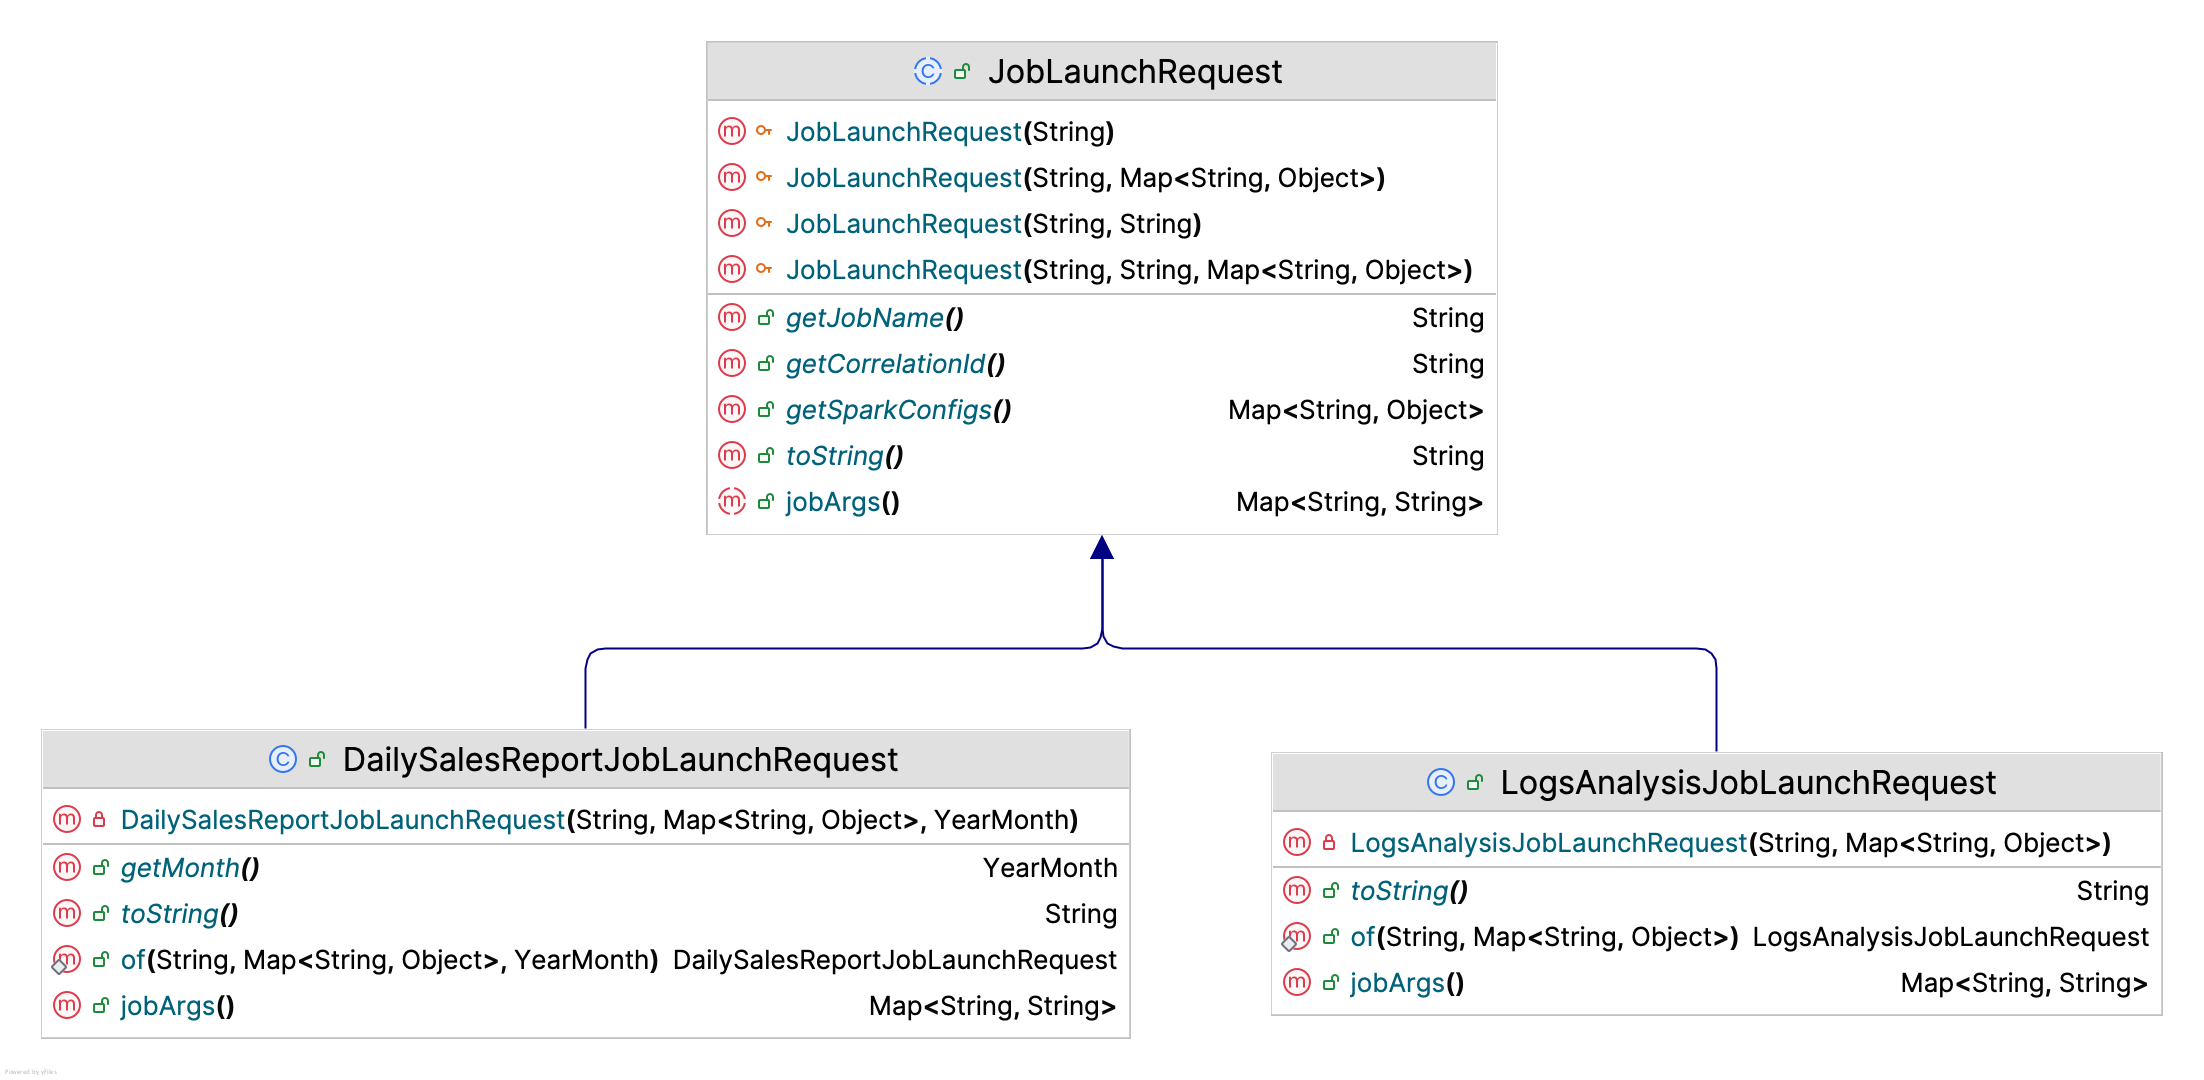 JobLaunchRequest
JobLaunchRequest(String)
JobLaunchRequest(String, Map<String, Object>)
JobLaunchRequest(String, String)
JobLaunchRequest(String, String, Map<String, Object>)
getJobName() String
getCorrelationId() String
getSparkConfigs() Map<String, Object>
toString() String
jobArgs() Map<String, String>
DailySalesReportJobLaunchRequest
DailySalesReportJobLaunchRequest(String, Map<String, Object>, YearMonth)
getMonth() YearMonth
toString() String
of(String, Map<String, Object>, YearMonth) DailySalesReportJobLaunchRequest
jobArgs() Map<String, String>
LogsAnalysisJobLaunchRequest
LogsAnalysisJobLaunchRequest(String, Map<String, Object>)
toString() String
of(String, Map<String, Object>) LogsAnalysisJobLaunchRequest
jobArgs() Map<String, String>
Powered by yFiles